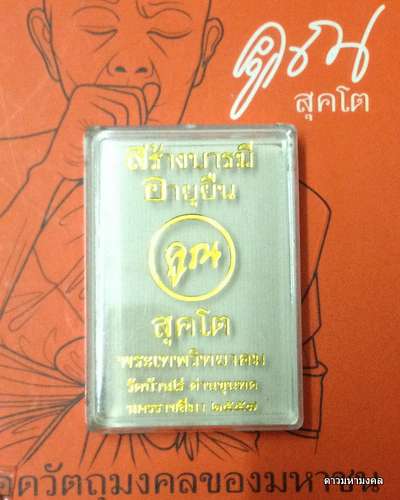 คูณ
สุคโต
สร้างบารมี
อายุยืน
คูณ
สุคโต
พระเทพวิทยาคม
วัดบ้านไร่ ด่านขุนทด
นครราชสีมา ๒๕๕๗
สุดวัตถุมงคลของมหาชน
ดาวมหามงคล